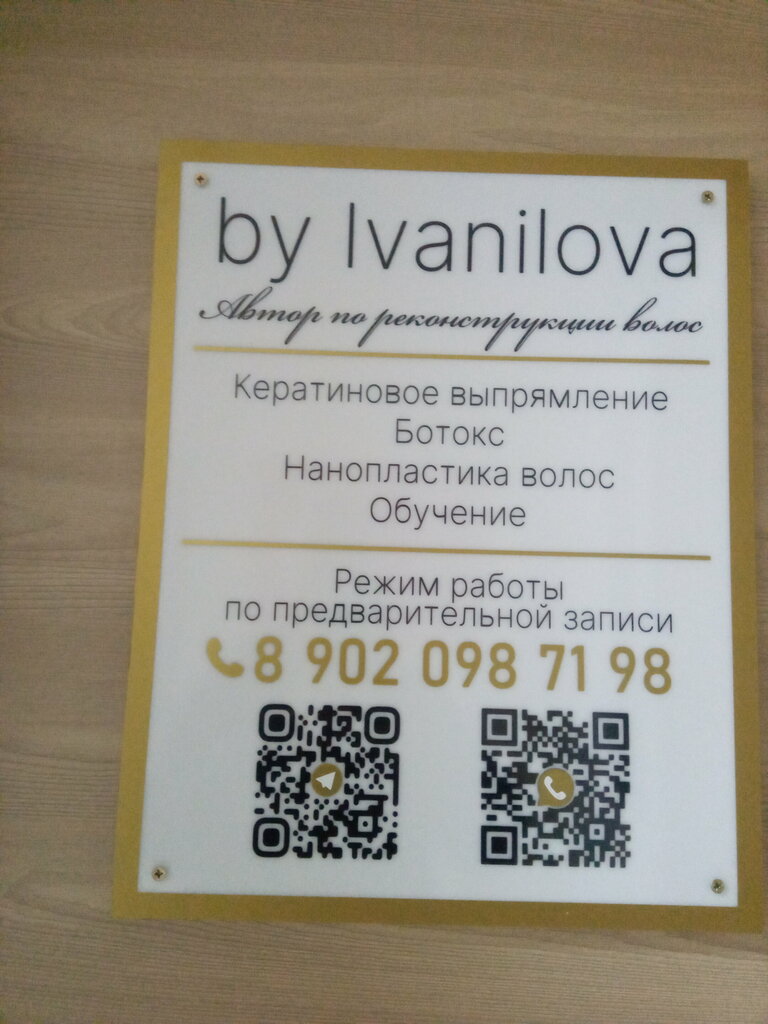 by Ivanilova
Автор по реконструкции волос
Кератиновое выпрямление
Ботокс
Нанопластика волос
Обучение
Режим работы
по предварительной записи
8 902 098 71 98